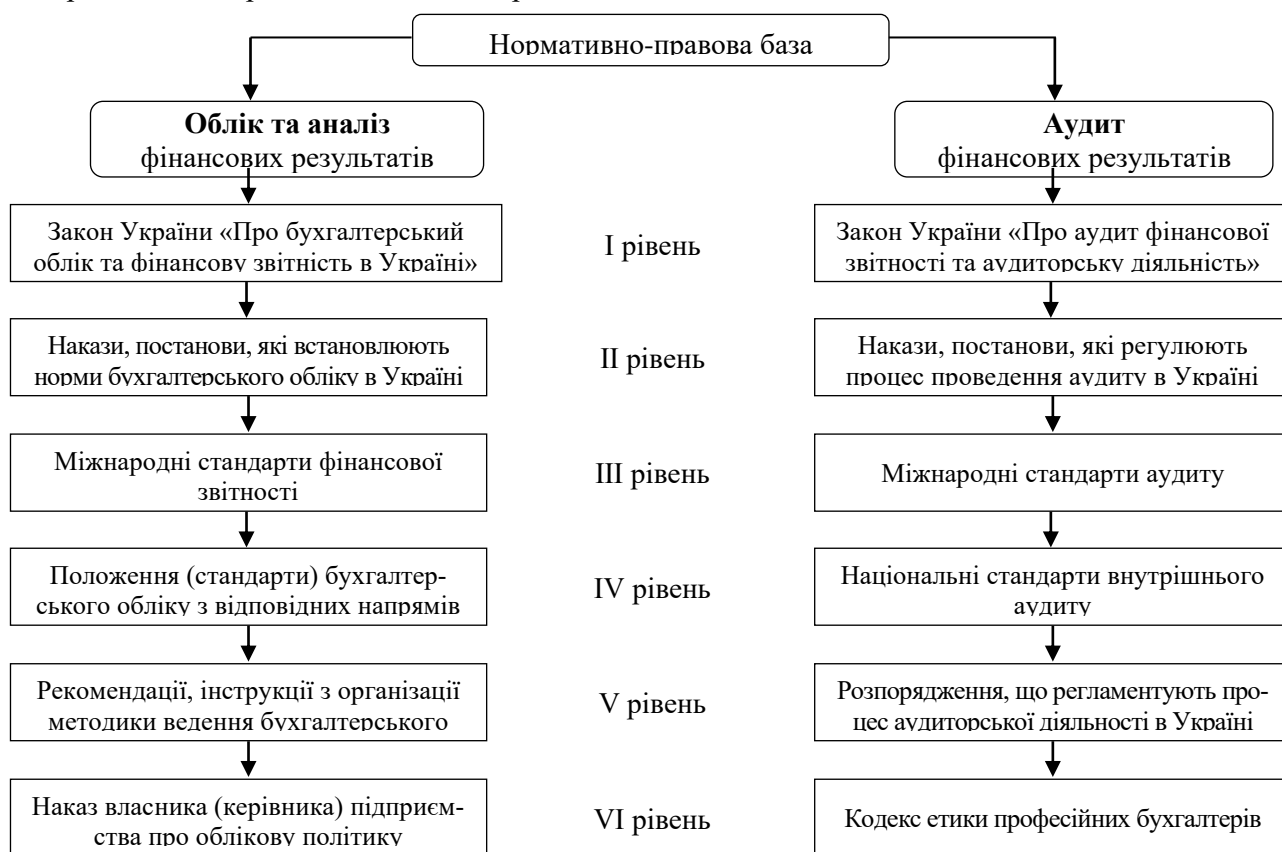 Нормативно-правова база
Облік та аналіз
фінансових результатів
Аудит
фінансових результатів
Закон України «Про бухгалтерський
облік та фінансову звітність в Україні»
I рівень
Закон України «Про аудит фінансової
звітності та аудиторську діяльність»
Накази, постанови, які встановлюють
норми бухгалтерського обліку в Україні
II рівень
Накази, постанови, які регулюють
процес проведення аудиту в Україні
Міжнародні стандарти фінансової
звітності
III рівень
Міжнародні стандарти аудиту
Положення (стандарти) бухгалтер-
ського обліку з відповідних напрямів
IV рівень
Національні стандарти внутрішнього
аудиту
Рекомендації, інструкції з організації
методики ведення бухгалтерського
V рівень
Розпорядження, що регламентують про-
цес аудиторської діяльності в Україні
Наказ власника (керівника) підприєм-
ства про облікову політику
VI рівень
Кодекс етики професійних бухгалтерів